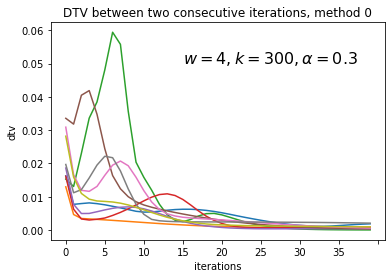 DTV between two consecutive iterations, method 0
w = 4, k = 300, α = 0.3
dtv
0.06
0.05
0.04
0.03
0.02
0.01
0.00
0 5 10 15 20 25 30 35
iterations